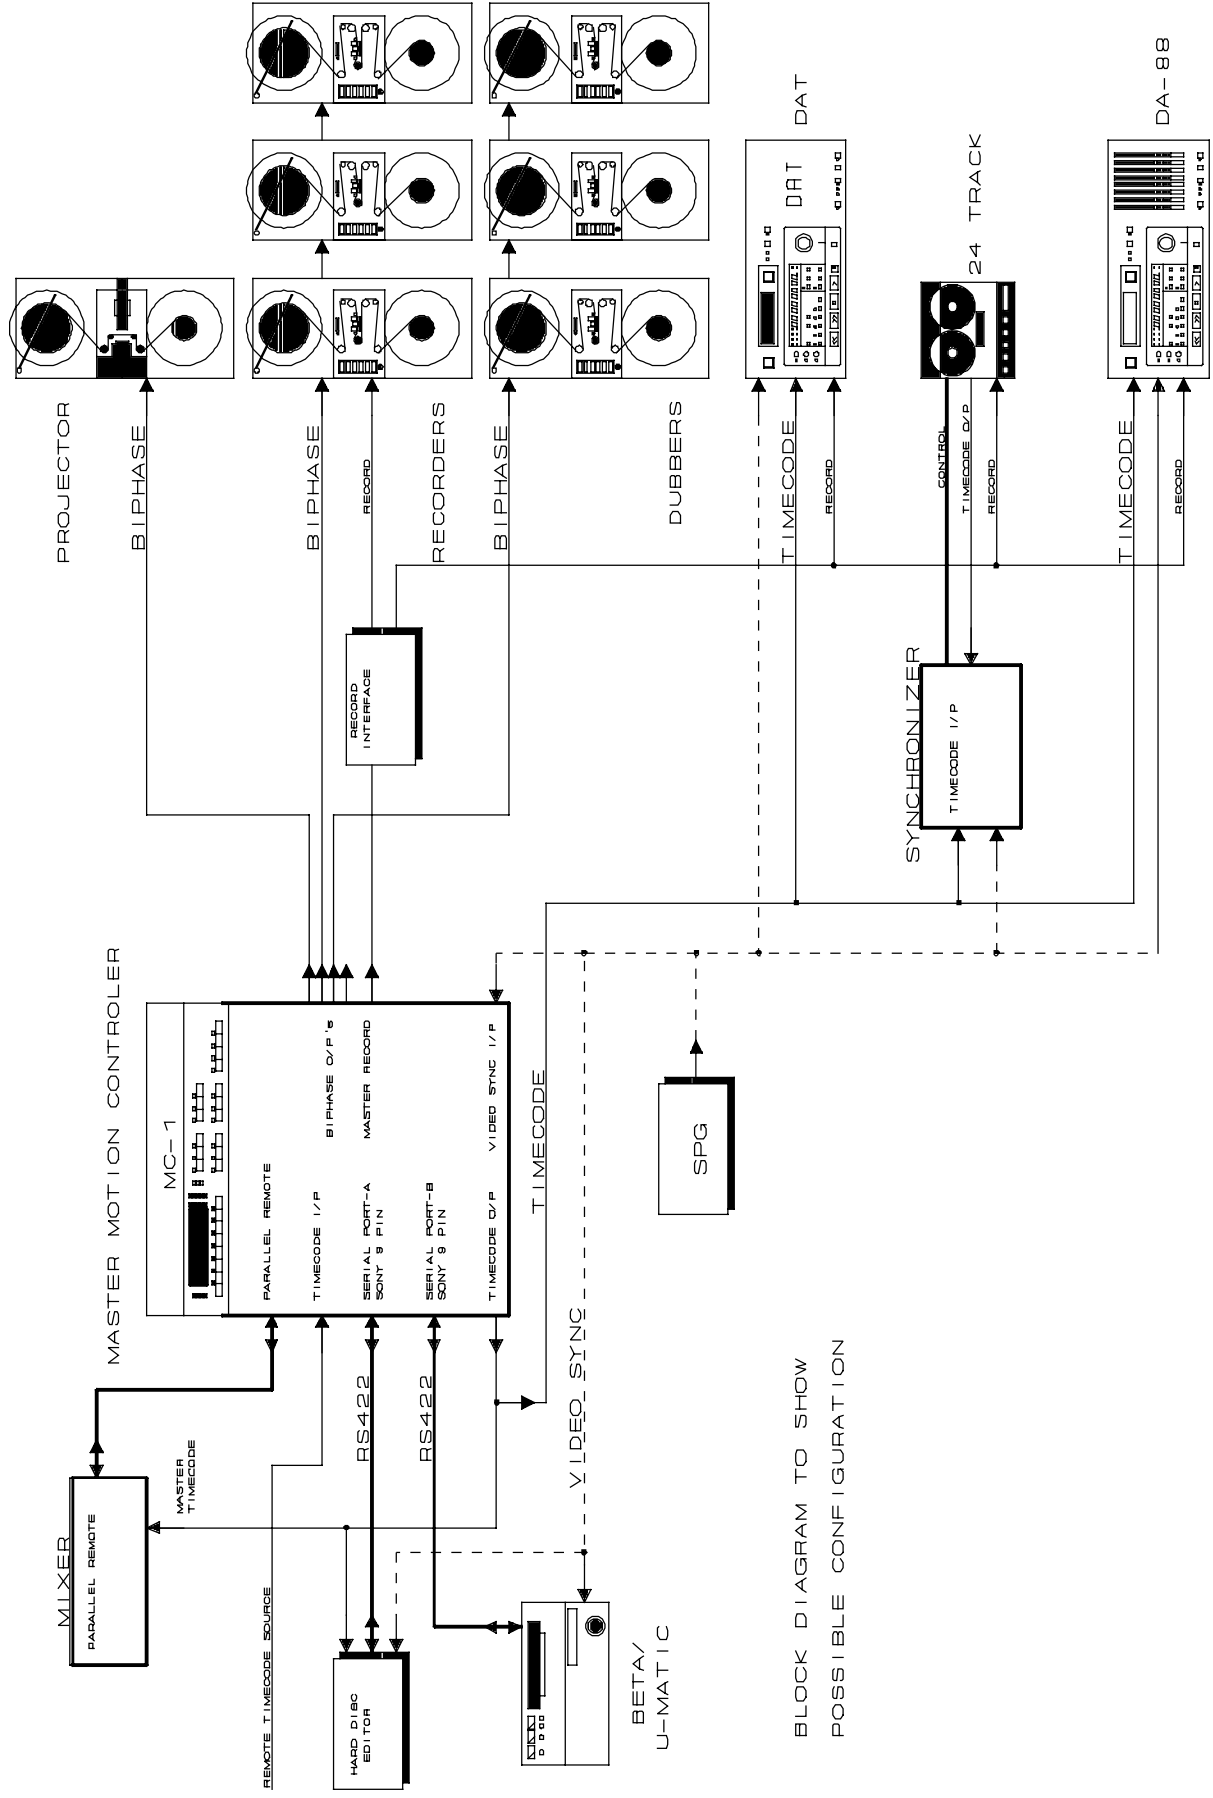 PROJECTOR
BIPHASE
BIPHASE
RECORD
RECORDERS
BIPHASE
DUBBERS
DAT
DAT
TIMECODE
RECORD
24 TRACK
CONTROL
TIMECODE O/P
RECORD
DA-88
TIMECODE
RECORD
RECORD
INTERFACE
SYNCHRONIZER
TIMECODE I/P
MASTER MOTION CONTROLER
MC-1
PARALLEL REMOTE
TIMECODE I/P
BIPHASE O/P's
SERIAL PORT-A
SONY 9 PIN
MASTER RECORD
SERIAL PORT-B
SONY 9 PIN
TIMECODE O/P
VIDEO SYNC I/P
TIMECODE
SPG
MIXER
PARALLEL REMOTE
MASTER
TIMECODE
REMOTE TIMECODE SOURCE
RS422
RS422
VIDEO SYNC
HARD DISC
EDITOR
BETA/
U-MATIC
BLOCK DIAGRAM TO SHOW
POSSIBLE CONFIGURATION